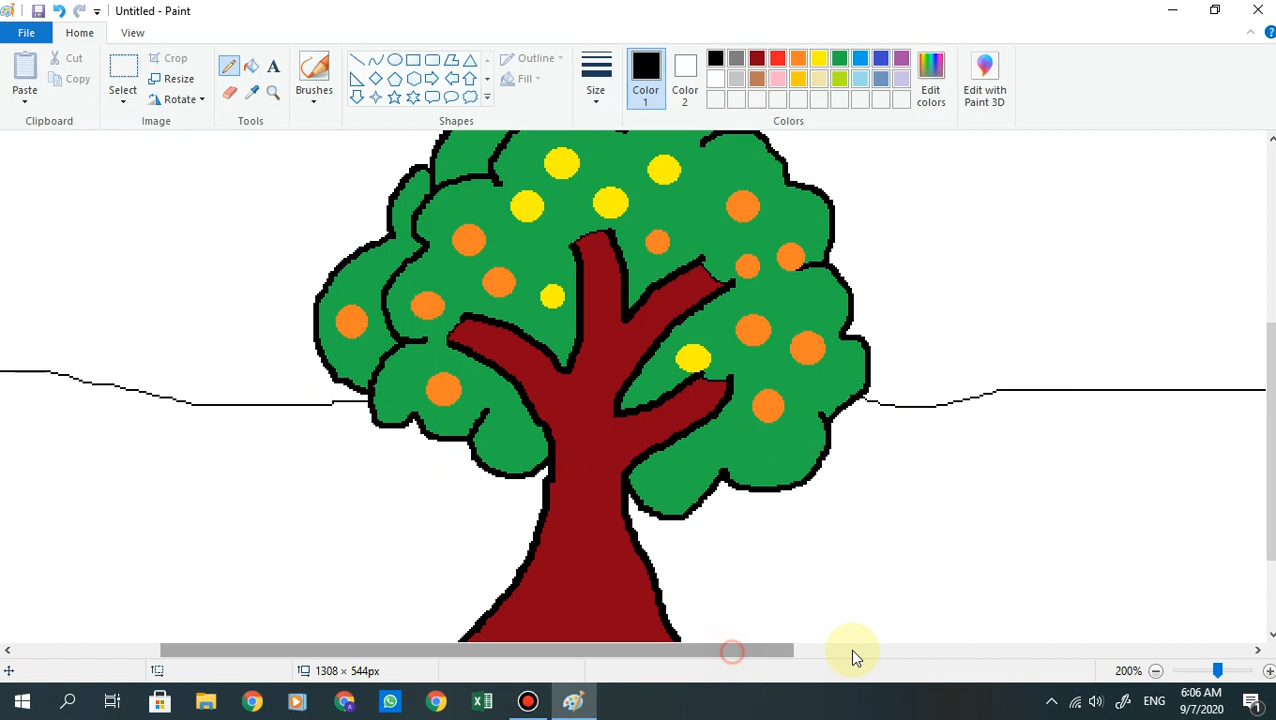 Untitled - Paint
File Home View
Paste
Cut
Copy
Clipboard
Select
Crop
Resize
Rotate
Image
A
Tools
Brushes
Outline
Fill
Shapes
Size
Color 1
Color 2
Edit colors
Colors
Edit with Paint 3D
1308 × 544px
200%
ENG
6:06 AM
9/7/2020
1